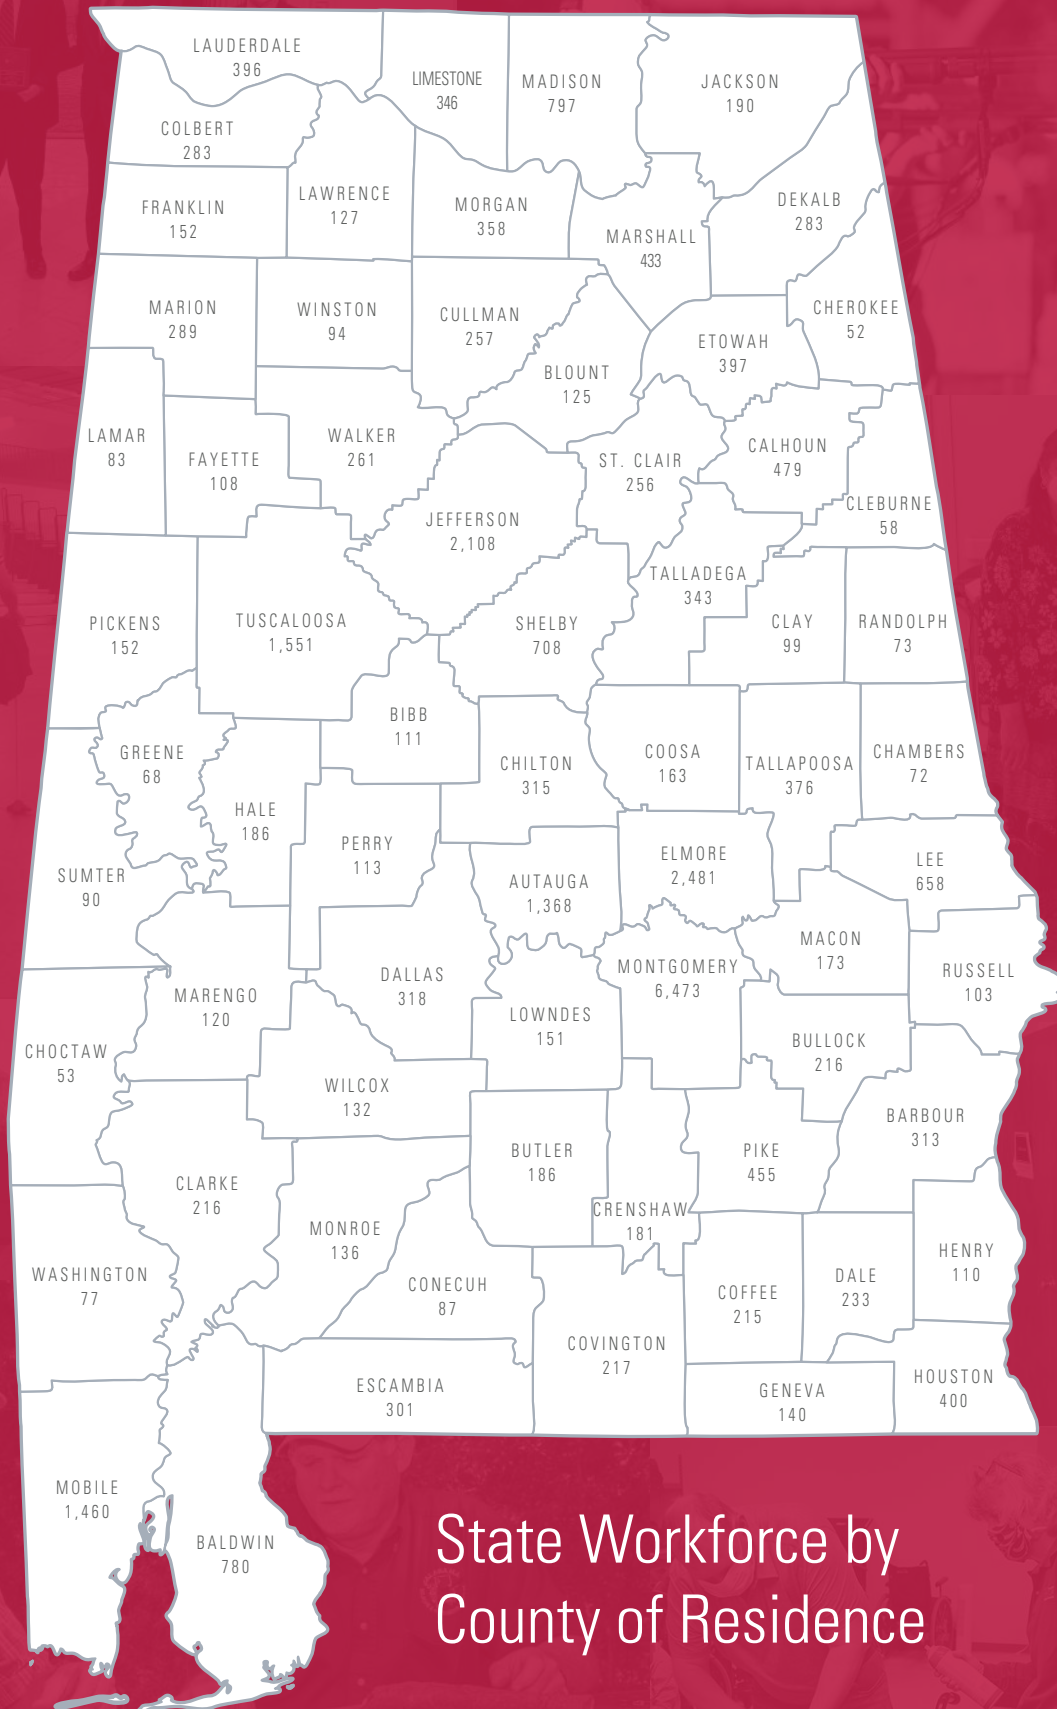 LAUDERDALE
396
LIMESTONE
346
MADISON
797
JACKSON
190
COLBERT
283
LAWRENCE
127
FRANKLIN
152
MORGAN
358
MARSHALL
433
DEKALB
283
MARION
289
WINSTON
94
CULLMAN
257
CHEROKEE
52
ETOWAH
397
BLOUNT
125
LAMAR
83
FAYETTE
108
WALKER
261
ST. CLAIR
256
CALHOUN
479
CLEBURNE
58
JEFFERSON
2,108
TALLADEGA
343
PICKENS
152
TUSCALOOSA
1,551
SHELBY
708
CLAY
99
RANDOLPH
73
BIBB
111
GREENE
68
CHILTON
315
COOSA
163
TALLAPOOSA
376
CHAMBERS
72
HALE
186
PERRY
113
SUMTER
90
AUTAUGA
1,368
ELMORE
2,481
LEE
658
MACON
173
DALLAS
318
MONTGOMERY
6,473
RUSSELL
103
MARENGO
120
LOWNDES
151
BULLOCK
216
CHOCTAW
53
WILCOX
132
BARBOUR
313
CLARKE
216
BUTLER
186
PIKE
455
CRENSHAW
181
MONROE
136
HENRY
110
WASHINGTON
77
CONECUH
87
COFFEE
215
DALE
233
COVINGTON
217
ESCAMBIA
301
GENEVA
140
HOUSTON
400
MOBILE
1,460
BALDWIN
780
State Workforce by
County of Residence